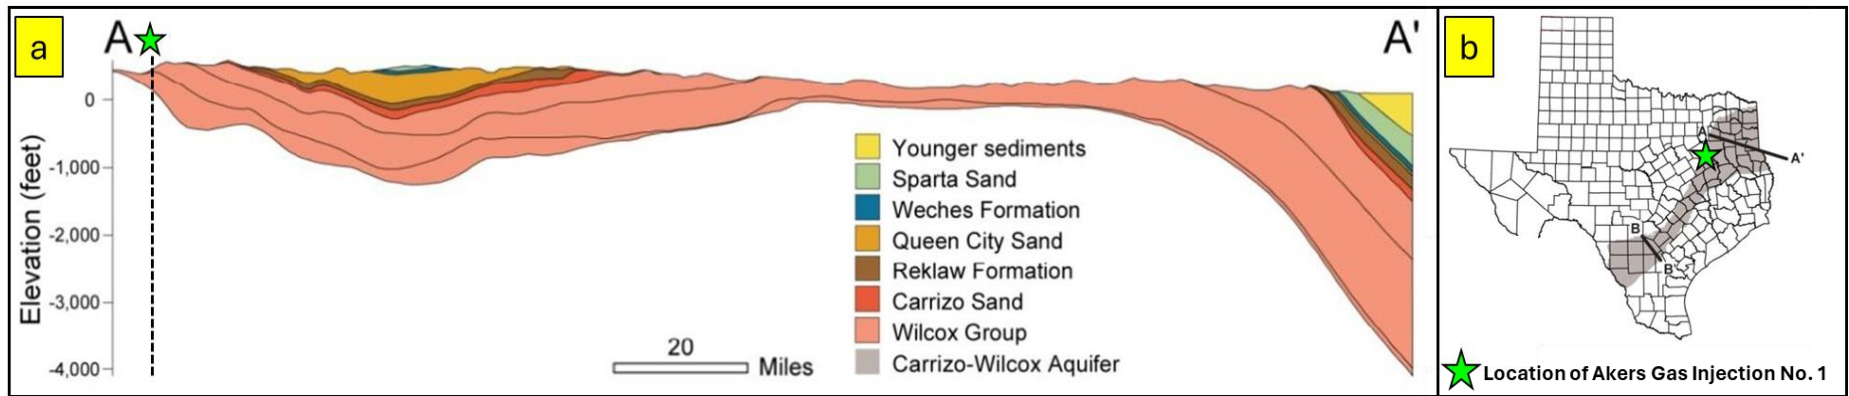 a
A
A'
Elevation (feet)
0
-1,000
-2,000
-3,000
-4,000
Younger sediments
Sparta Sand
Weches Formation
Queen City Sand
Reklaw Formation
Carrizo Sand
Wilcox Group
Carrizo-Wilcox Aquifer
20
Miles
b
A
A'
B
B'
Location of Akers Gas Injection No. 1